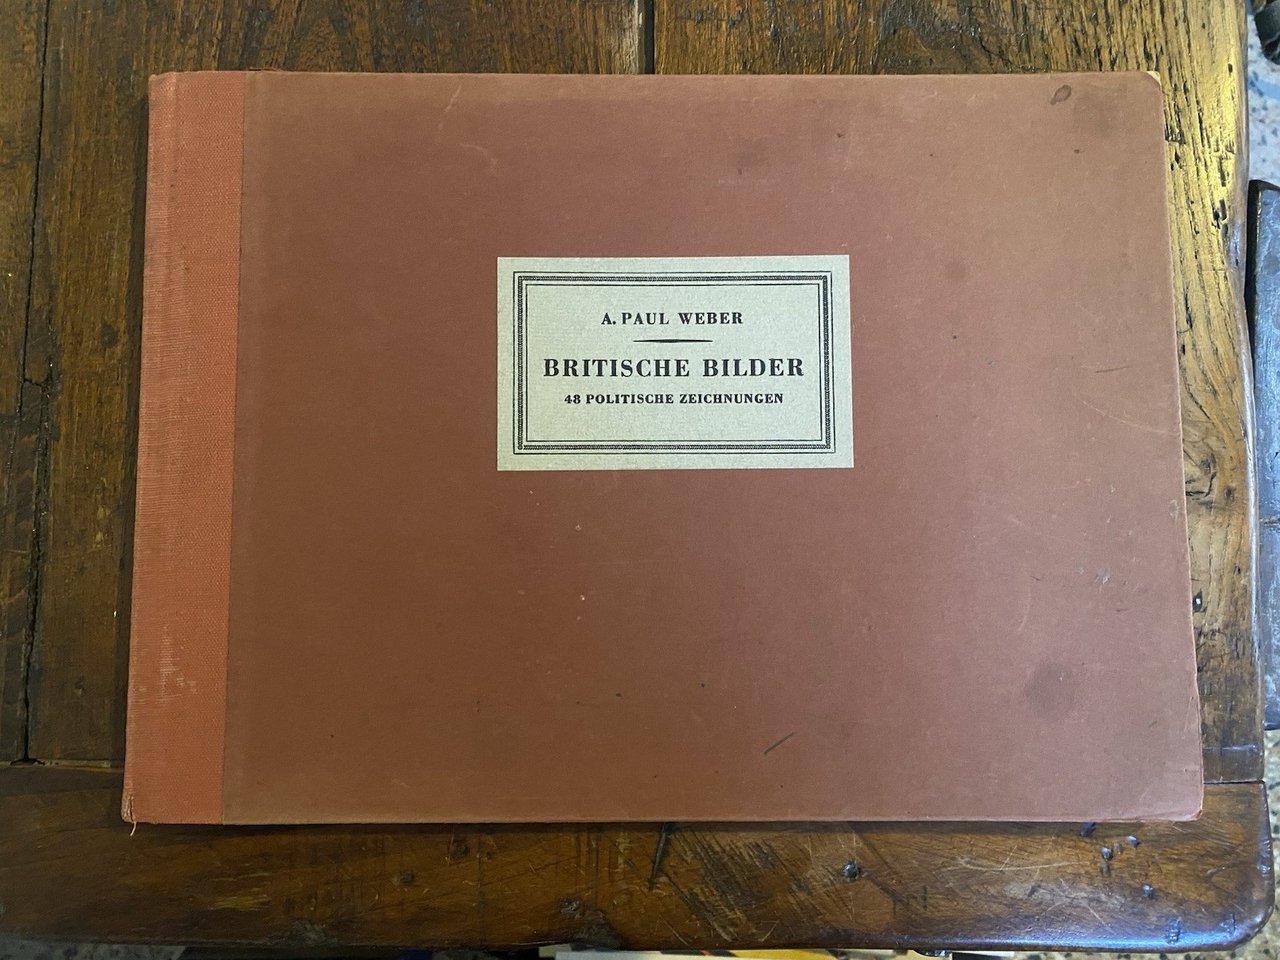 A. PAUL WEBER
BRITISCHE BILDER
48 POLITISCHE ZEICHNUNGEN